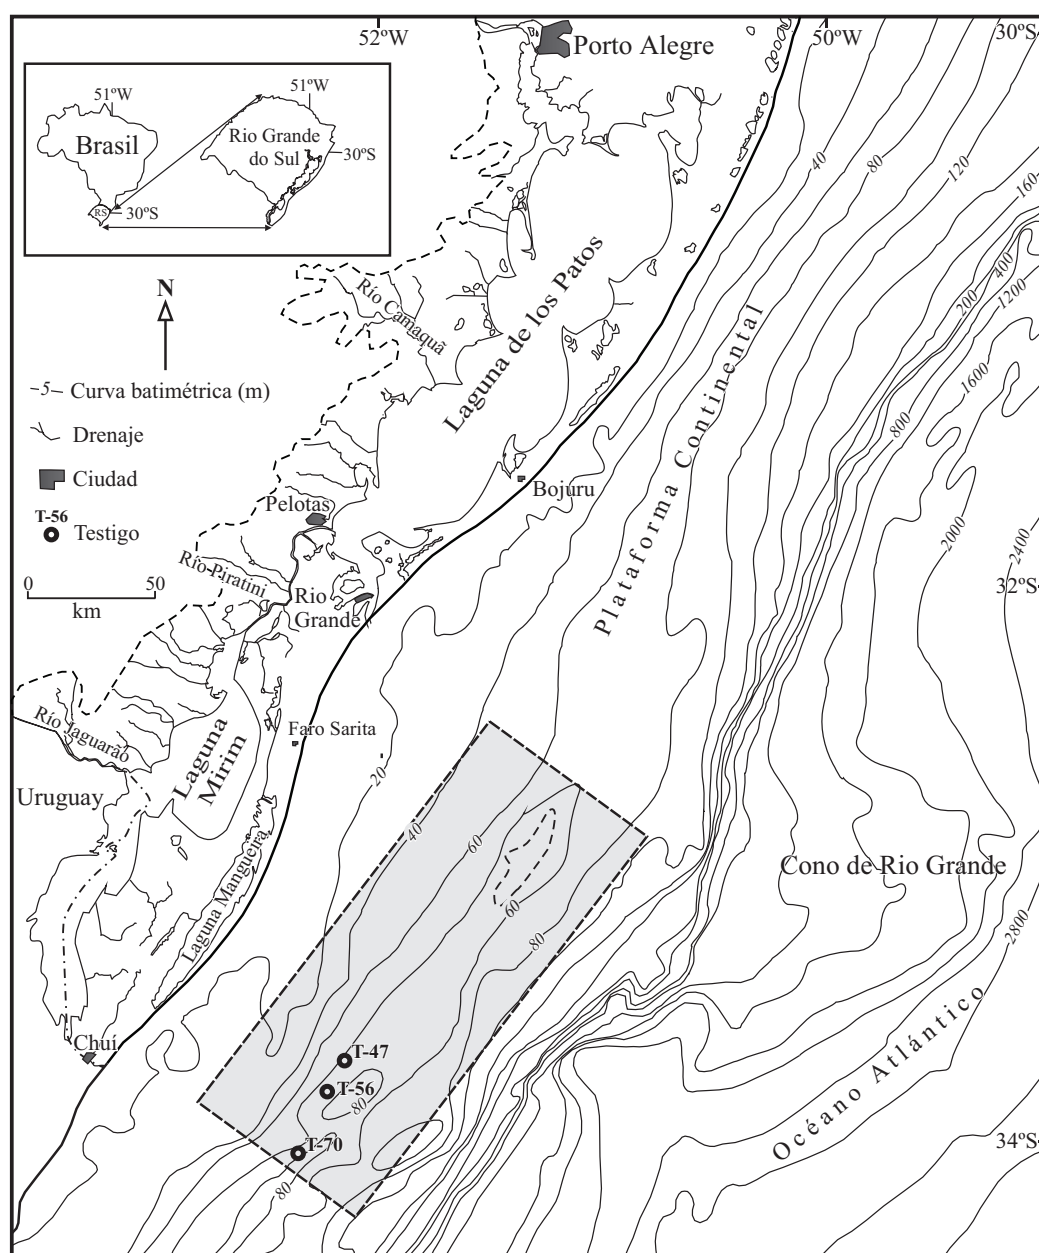 52ºW
50ºW
30ºS
Porto Alegre
51ºW
51ºW
Brasil
Rio Grande
do Sul
30ºS
RS
30ºS
40
80
120
160
N
Río Camaquã
Laguna de los Patos
200
400
1200
1600
800
-5- Curva batimétrica (m)
Drenaje
Ciudad
T-56
Testigo
0
50
km
Plataforma Continental
Bojuru
Pelotas
Río Piratini
Rio
Grande
2000
2400
32ºS
Río Jaguarão
Laguna
Mirim
Faro Sarita
Uruguay
20
40
60
60
80
Laguna Mangueira
Cono de Rio Grande
2800
Chuí
T-47
T-56
80
T-70
80
Océano Atlántico
34ºS